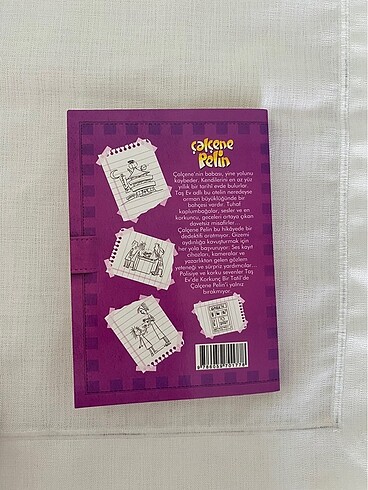 Çalçene
Pelin
Çalçene'nin babası, yine yolunu
kaybeder. Kendilerini en az yüz
yıllık bir tarihî evde bulurlar.
Taş Ev adlı bu otelin neredeyse
orman büyüklüğünde bir
bahçesi vardır. Tuhaf
kaplumbağalar, sesler ve en
korkuncu, geceleri ortaya çıkan
davetsiz misafirler...
Çalçene Pelin bu hikâyede bir
dedektifi aratmıyor. Gizemi
aydınlığa kavuşturmak için
her yola başvuruyor. Ses kayıt
cihazları, kameralar ve
yazarlıktan gelen gözlem
yeteneği ve sürpriz yardımcılar...
Polisiye ve korku sevenler Taş
Ev'de Korkunç Bir Tatil'de
Çalçene Pelin'i yalnız
bırakmıyor.